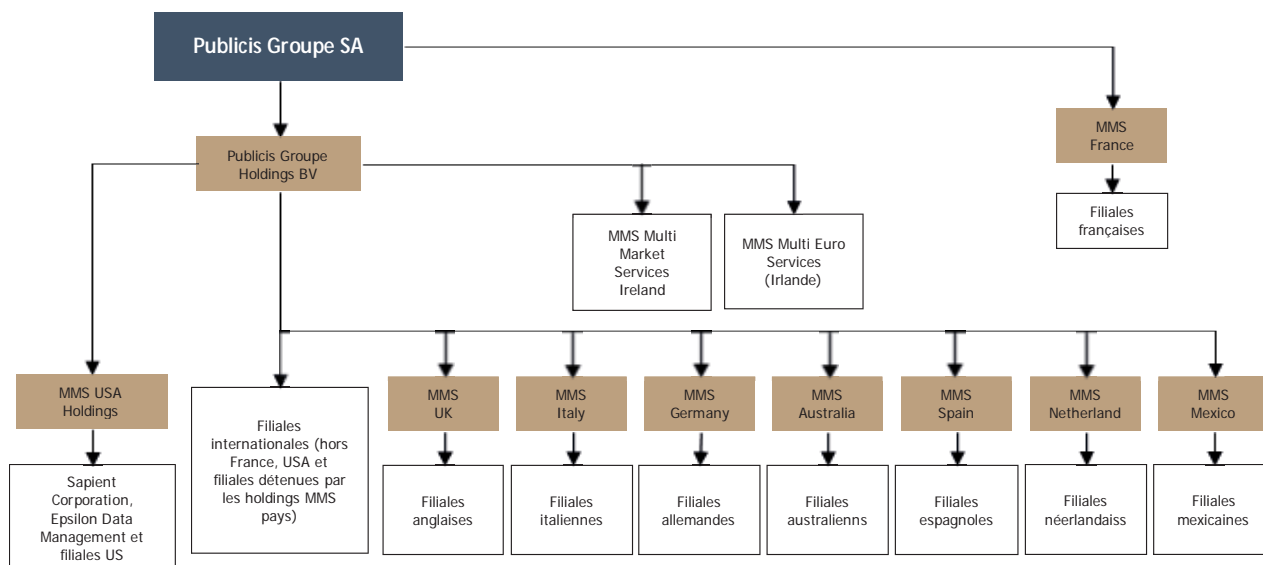 Publicis Groupe SA
MMS
France
Publicis Groupe
Holdings BV
Filiales
françaises
MMS Multi
Market
Services
Ireland
MMS Multi Euro
Services
(Irlande)
MMS USA
Holdings
Filiales
internationales (hors
France, USA et
filiales détenues par
les holdings MMS
pays)
MMS
UK
MMS
Italy
MMS
Germany
MMS
Australia
MMS
Spain
MMS
Netherland
MMS
Mexico
Sapient
Corporation,
Epsilon Data
Management et
filiales US
Filiales
anglaises
Filiales
italiennes
Filiales
allemandes
Filiales
australienns
Filiales
espagnoles
Filiales
néerlandaiss
Filiales
mexicaines